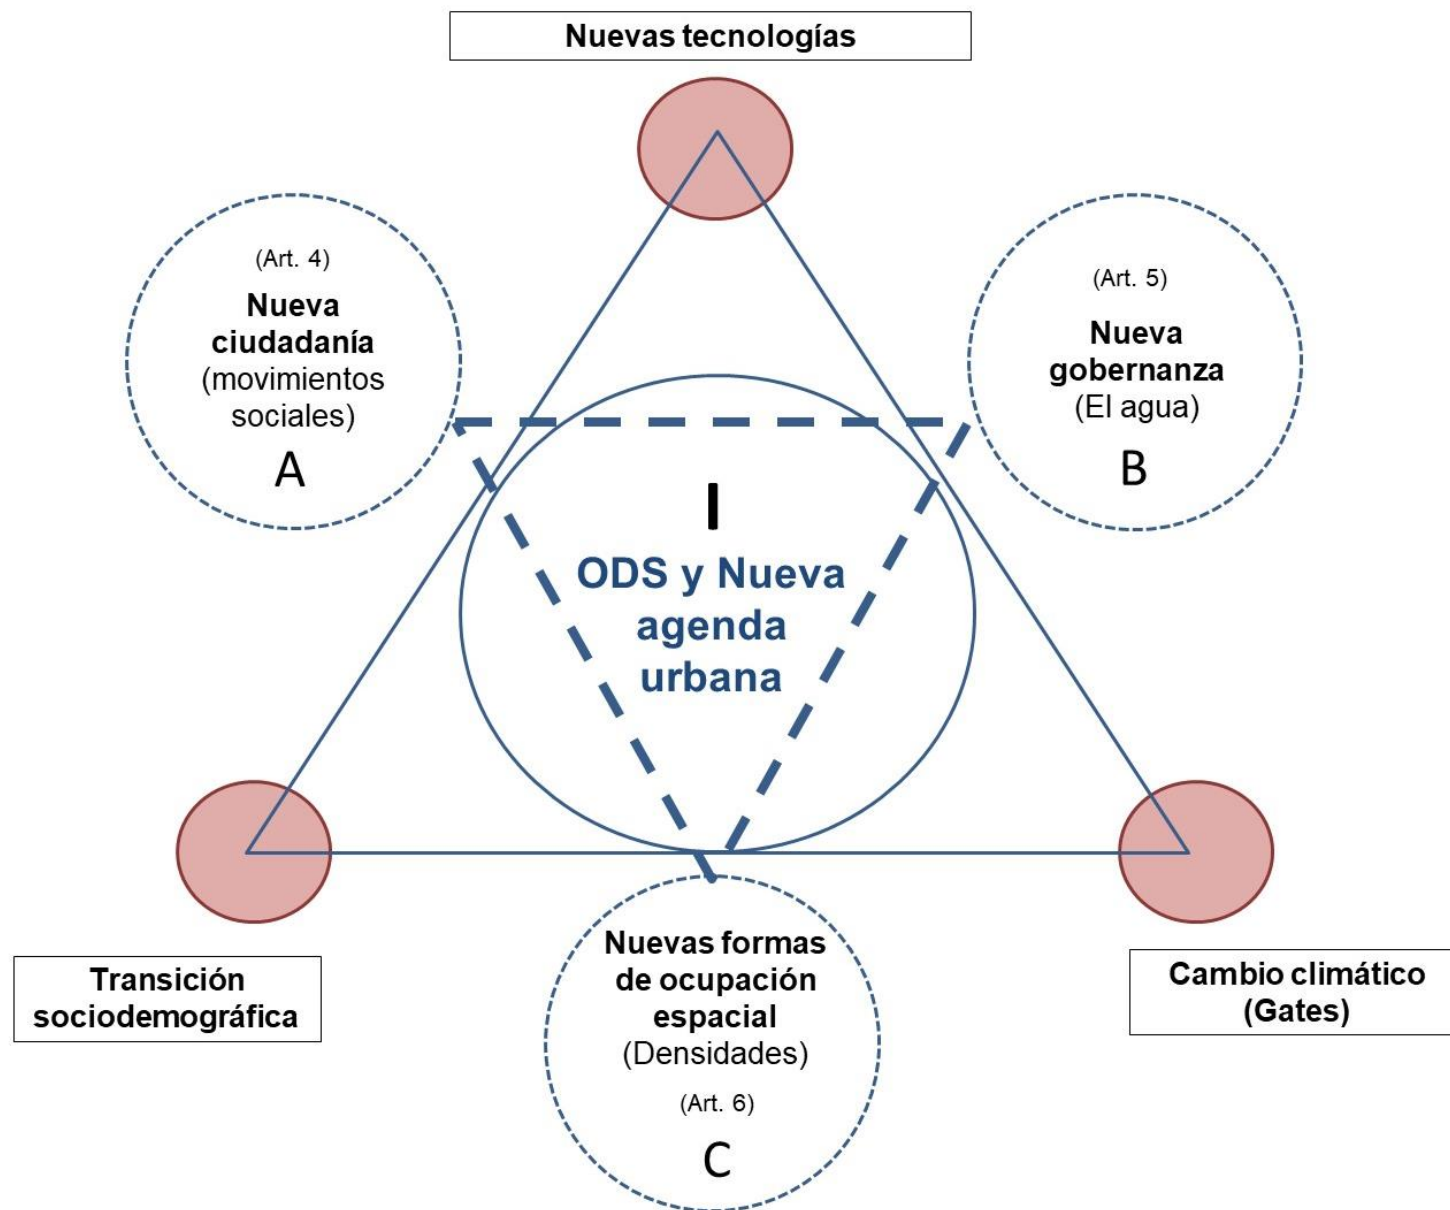 Nuevas tecnologías
(Art. 4)
Nueva
ciudadanía
(movimientos
sociales)
A
(Art. 5)
Nueva
gobernanza
(El agua)
B
I
ODS y Nueva
agenda
urbana
Transición
sociodemográfica
Nuevas formas
de ocupación
espacial
(Densidades)
(Art. 6)
C
Cambio climático
(Gates)